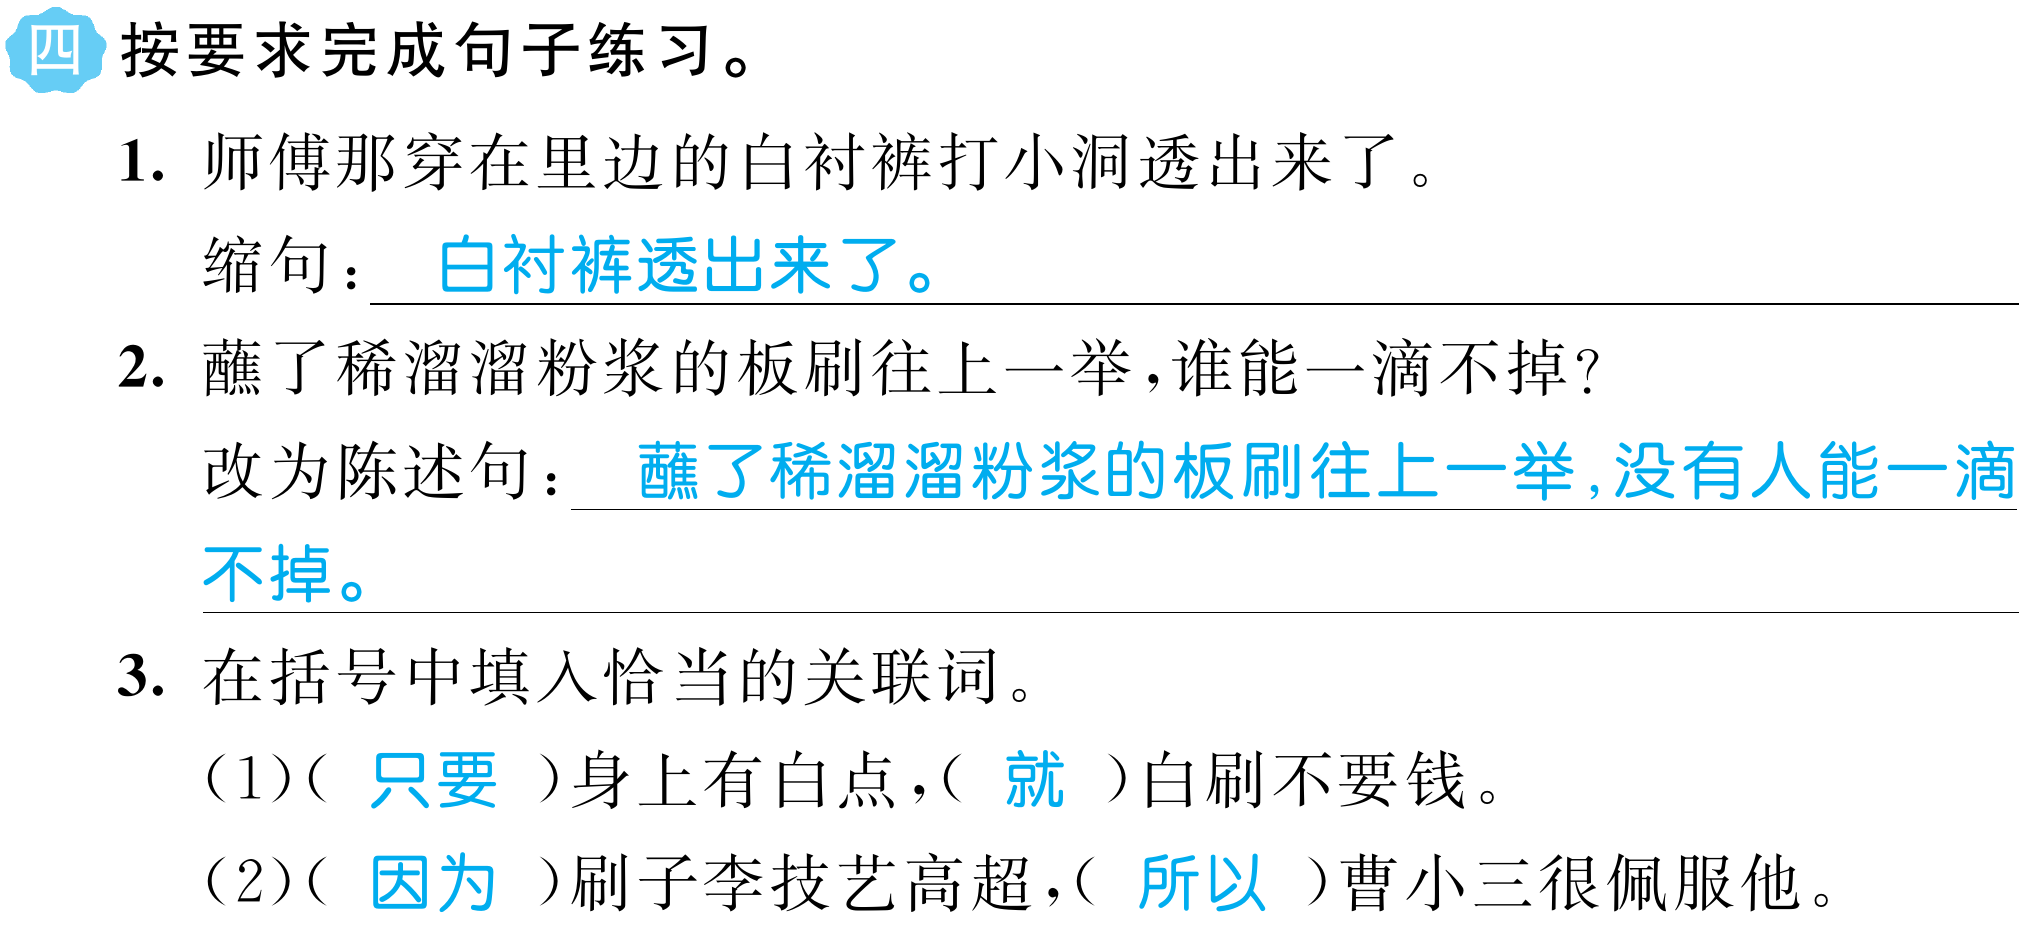 四 按要求完成句子练习。
1. 师傅那穿在里边的白衬裤打小洞透出来了。
缩句：白衬裤透出来了。
2. 蘸了稀溜溜粉浆的板刷往上一举,谁能一滴不掉?
改为陈述句：蘸了稀溜溜粉浆的板刷往上一举,没有人能一滴
不掉。
3. 在括号中填入恰当的关联词。
(1)( 只要 )身上有白点,( 就 )白刷不要钱。
(2)( 因为 )刷子李技艺高超,( 所以 )曹小三很佩服他。